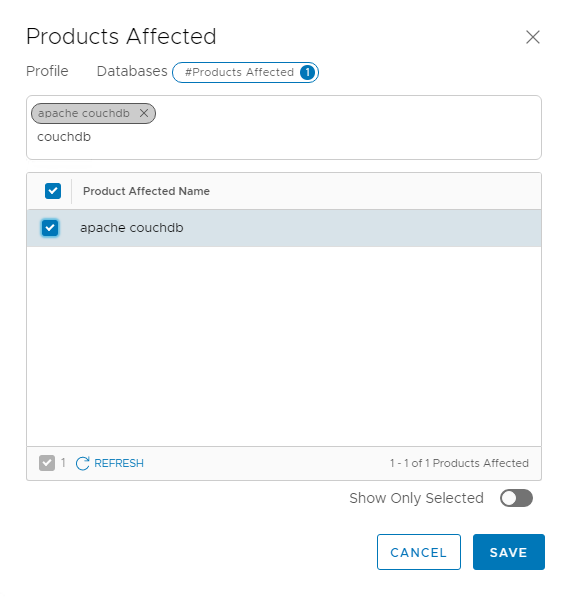 Products Affected
Profile Databases #Products Affected 1
apache couchdb
couchdb
Product Affected Name
apache couchdb
1 REFRESH 1 - 1 of 1 Products Affected
Show Only Selected
CANCEL SAVE